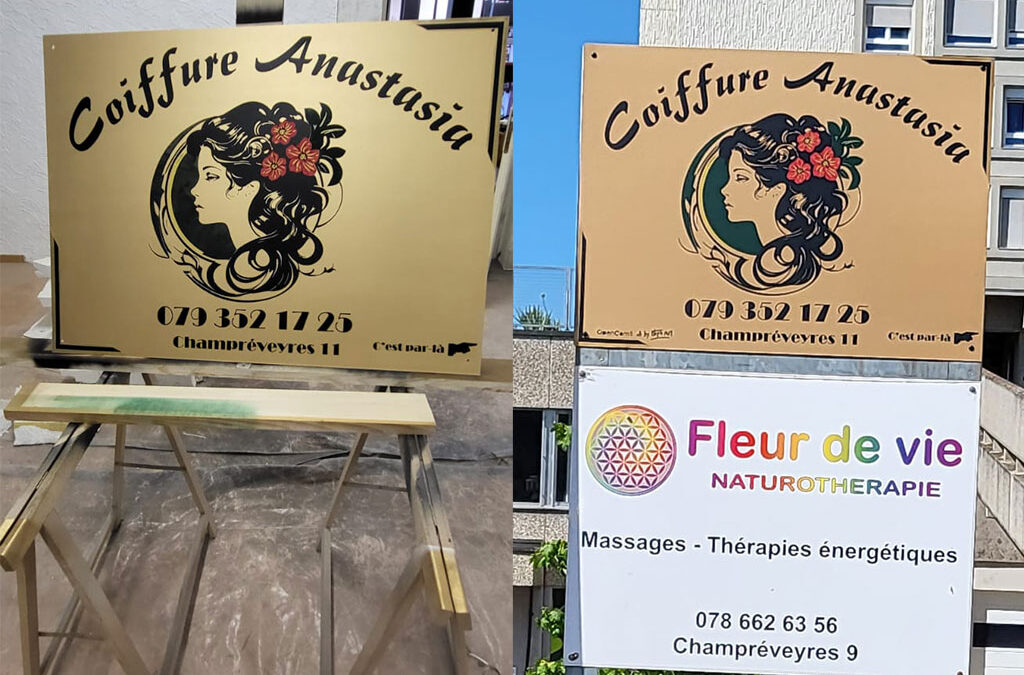 Coiffure Anastasia
079 352 17 25
Champréveyres 11
C'est par-là
Coiffure Anastasia
079 352 17 25
Champréveyres 11
C'est par-là
Fleur de vie
NATUROTHERAPIE
Massages - Thérapies énergétiques
078 662 63 56
Champréveyres 9